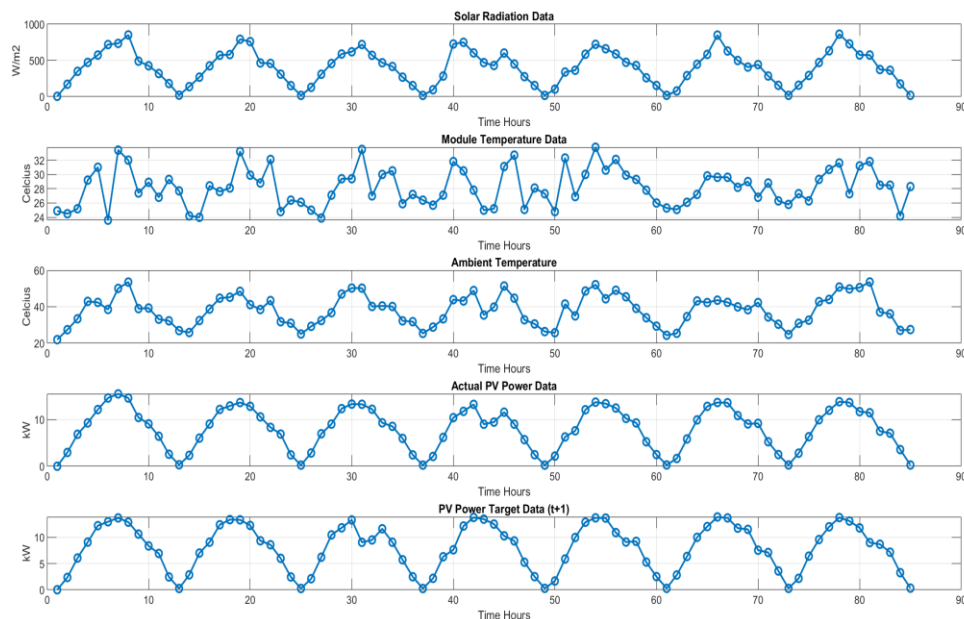 Solar Radiation Data
1000
500
0
W/m2
0 10 20 30 40 50 60 70 80 90
Time Hours
Module Temperature Data
32
30
28
26
24
Celcius
0 10 20 30 40 50 60 70 80 90
Time Hours
Ambient Temperature
60
40
20
Celcius
0 10 20 30 40 50 60 70 80 90
Time Hours
Actual PV Power Data
10
0
kW
0 10 20 30 40 50 60 70 80 90
Time Hours
PV Power Target Data (t+1)
10
5
0
kW
0 10 20 30 40 50 60 70 80 90
Time Hours